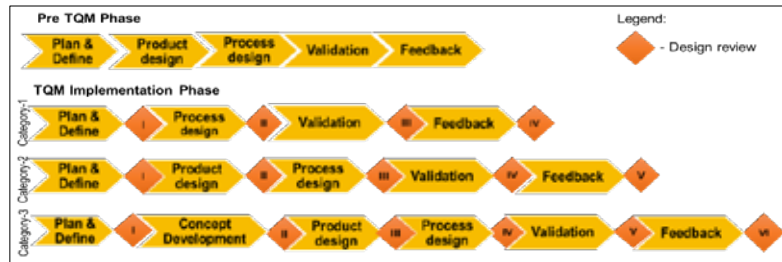 Pre TQM Phase
Legend:
Plan &
Define
Product
design
Process
design
Validation
Feedback
- Design review
TQM Implementation Phase
Category-1
Plan &
Define
I
Process
design
II
Validation
III
Feedback
IV
Category-2
Plan &
Define
I
Product
design
II
Process
design
III
Validation
IV
Feedback
V
Category-3
Plan &
Define
I
Concept
Development
II
Product
design
III
Process
design
IV
Validation
V
Feedback
VI